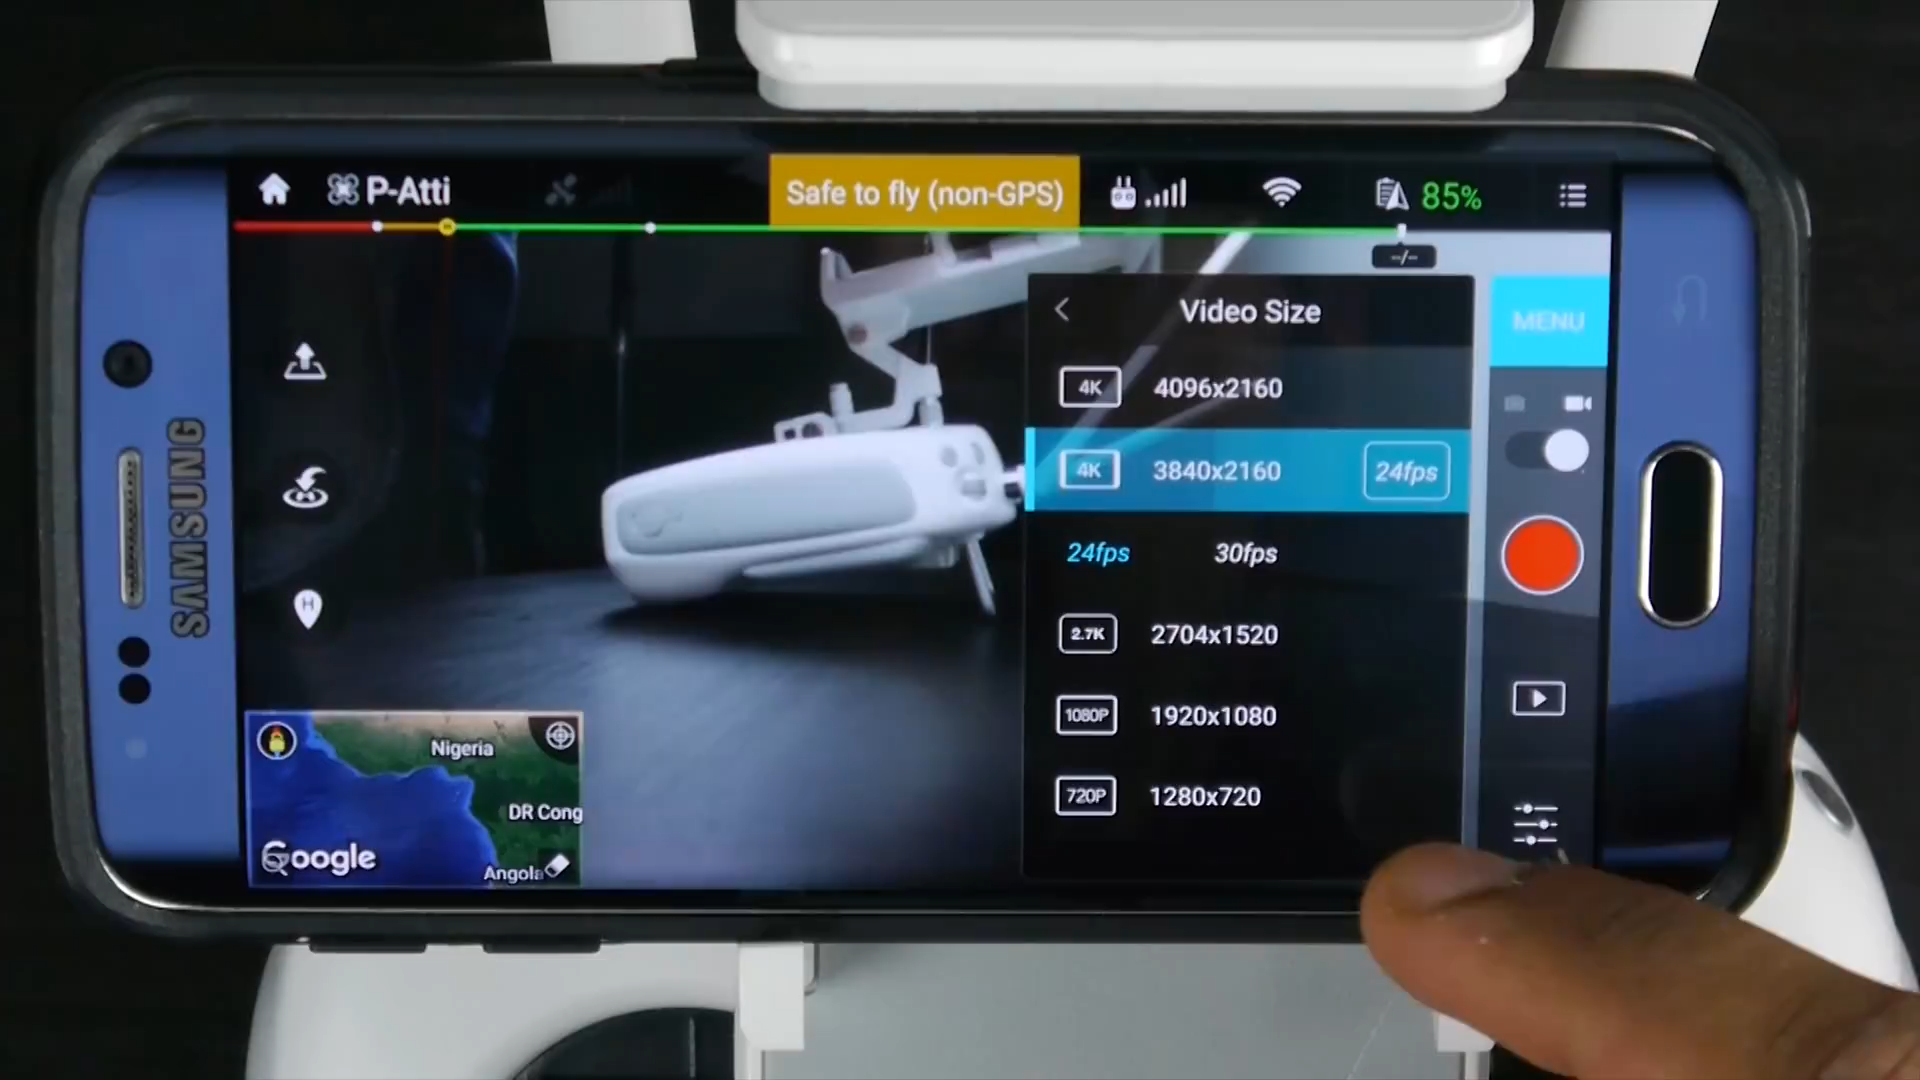 P-Atti
Safe to fly (non-GPS)
85%
--/--
Video Size
MENU
4K 4096x2160
4K 3840x2160 24fps
24fps 30fps
2.7K 2704x1520
1080P 1920x1080
720P 1280x720
H
SAMSUNG
Nigeria
DR Cong
Angola
Google